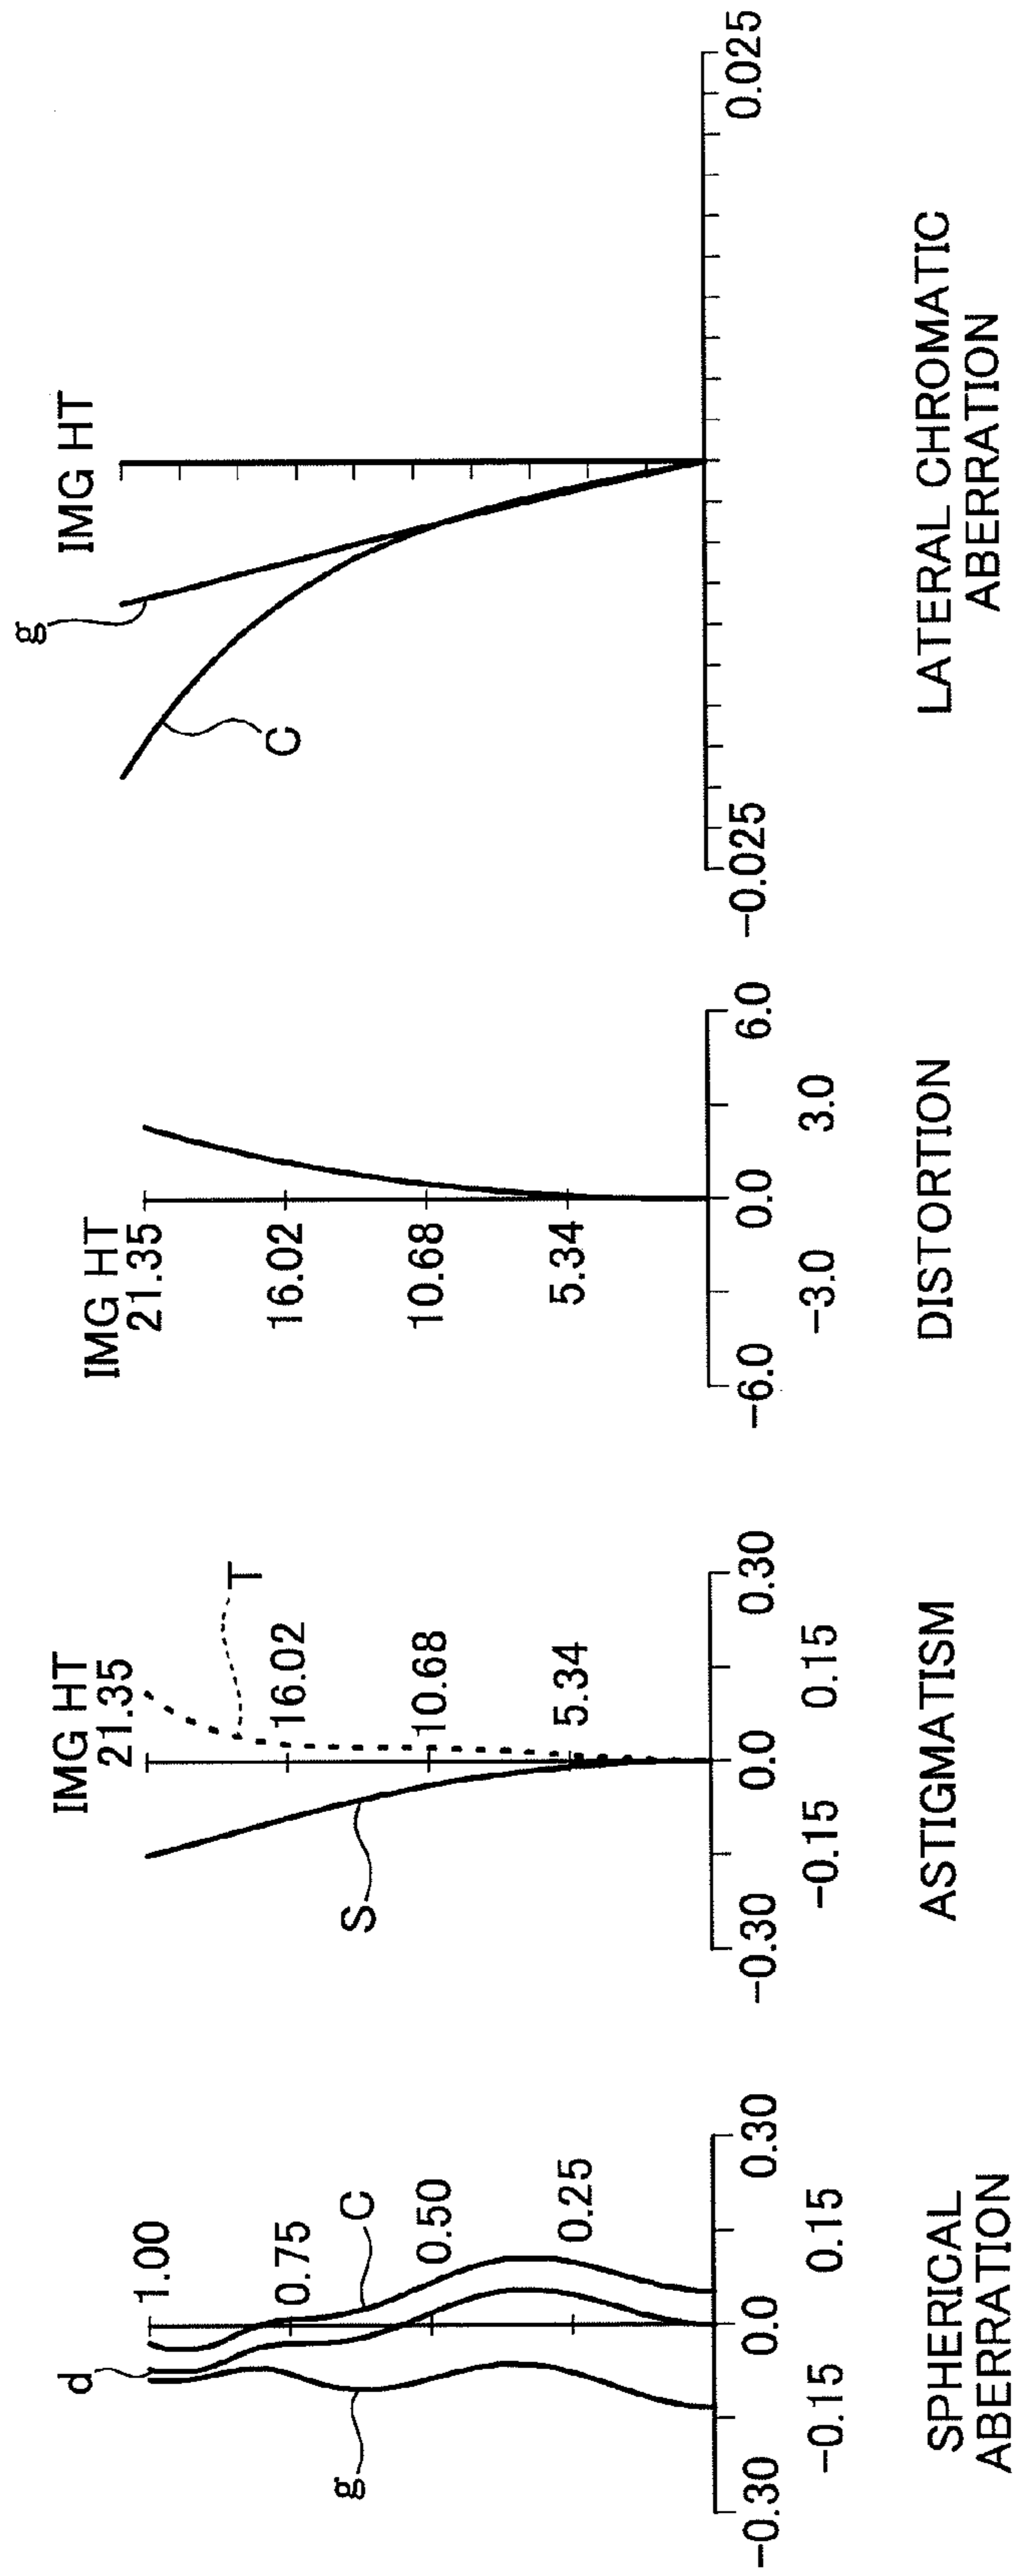 SPHERICAL
ABERRATION
1.00
0.75
0.50
0.25
d
C
g
-0.30
0.0
0.30
-0.15
0.15
ASTIGMATISM
IMG HT
21.35
16.02
10.68
5.34
T
S
-0.30
0.0
0.30
-0.15
0.15
DISTORTION
IMG HT
21.35
16.02
10.68
5.34
-6.0
0.0
6.0
-3.0
3.0
LATERAL CHROMATIC
ABERRATION
IMG HT
g
C
-0.025
0.025